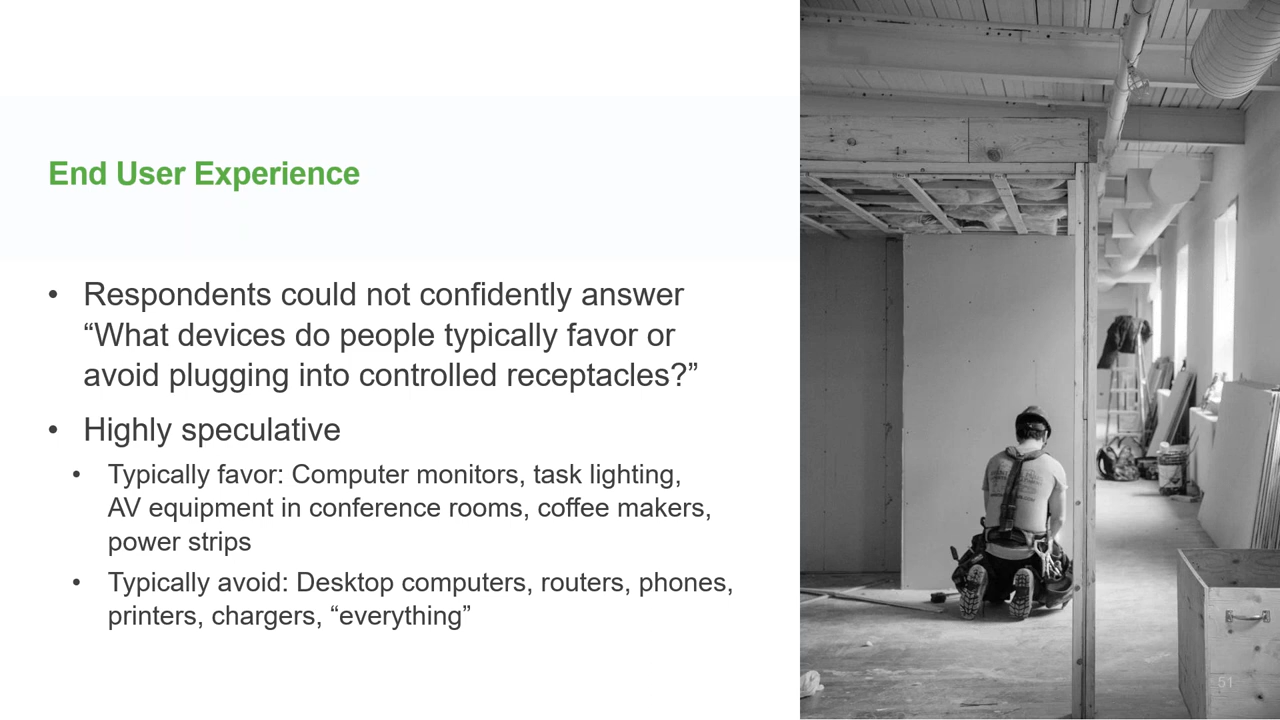 End User Experience
• Respondents could not confidently answer
“What devices do people typically favor or
avoid plugging into controlled receptacles?”
• Highly speculative
• Typically favor: Computer monitors, task lighting,
AV equipment in conference rooms, coffee makers,
power strips
• Typically avoid: Desktop computers, routers, phones,
printers, chargers, “everything”
51